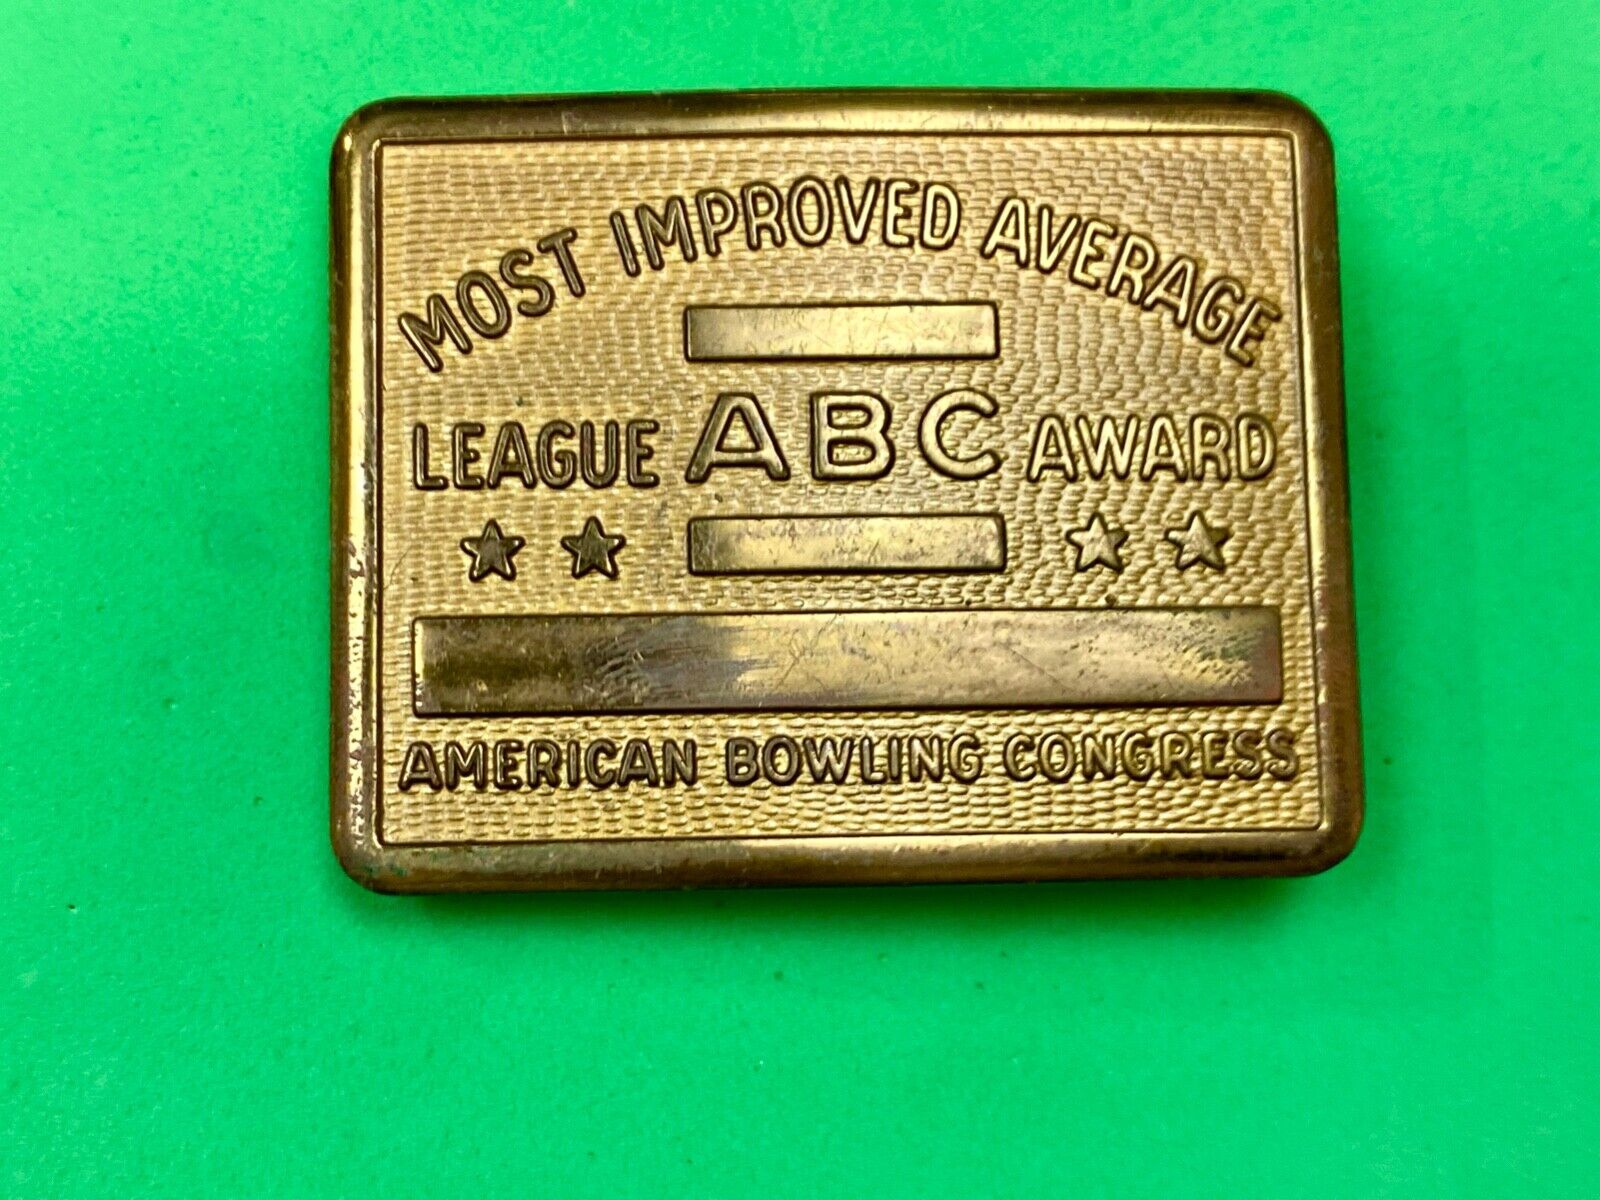 MOST IMPROVED AVERAGE
LEAGUE ABC AWARD
AMERICAN BOWLING CONGRESS